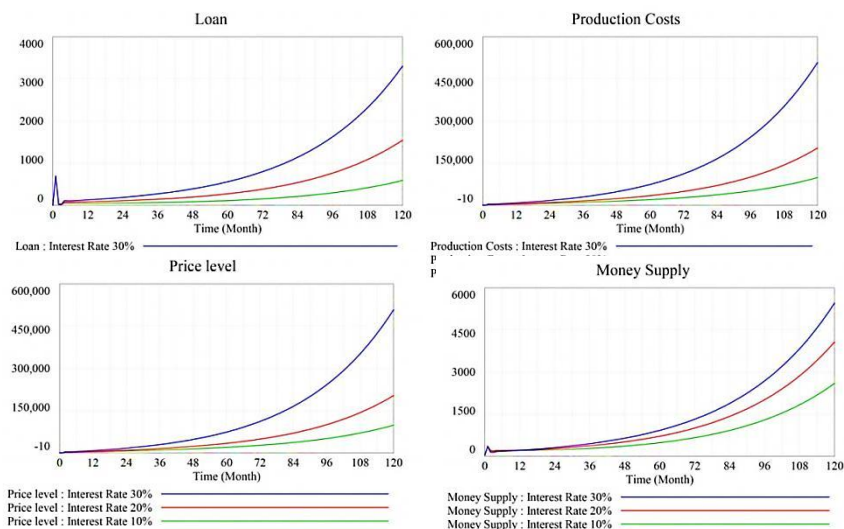 Loan
4000
3000
2000
1000
0
0 12 24 36 48 60 72 84 96 108 120
Time (Month)
Loan : Interest Rate 30%
Production Costs
600,000
450,000
300,000
150,000
-10
0 12 24 36 48 60 72 84 96 108 120
Time (Month)
Production Costs : Interest Rate 30%
Price level
600,000
450,000
300,000
150,000
-10
0 12 24 36 48 60 72 84 96 108 120
Time (Month)
Price level : Interest Rate 30%
Price level : Interest Rate 20%
Price level : Interest Rate 10%
Money Supply
6000
4500
3000
1500
0
0 12 24 36 48 60 72 84 96 108 120
Time (Month)
Money Supply : Interest Rate 30%
Money Supply : Interest Rate 20%
Money Supply : Interest Rate 10%